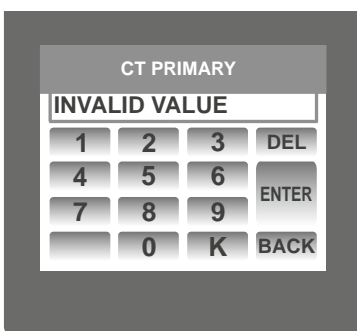 CT PRIMARY
INVALID VALUE
1 2 3 DEL
4 5 6 ENTER
7 8 9
0 K BACK